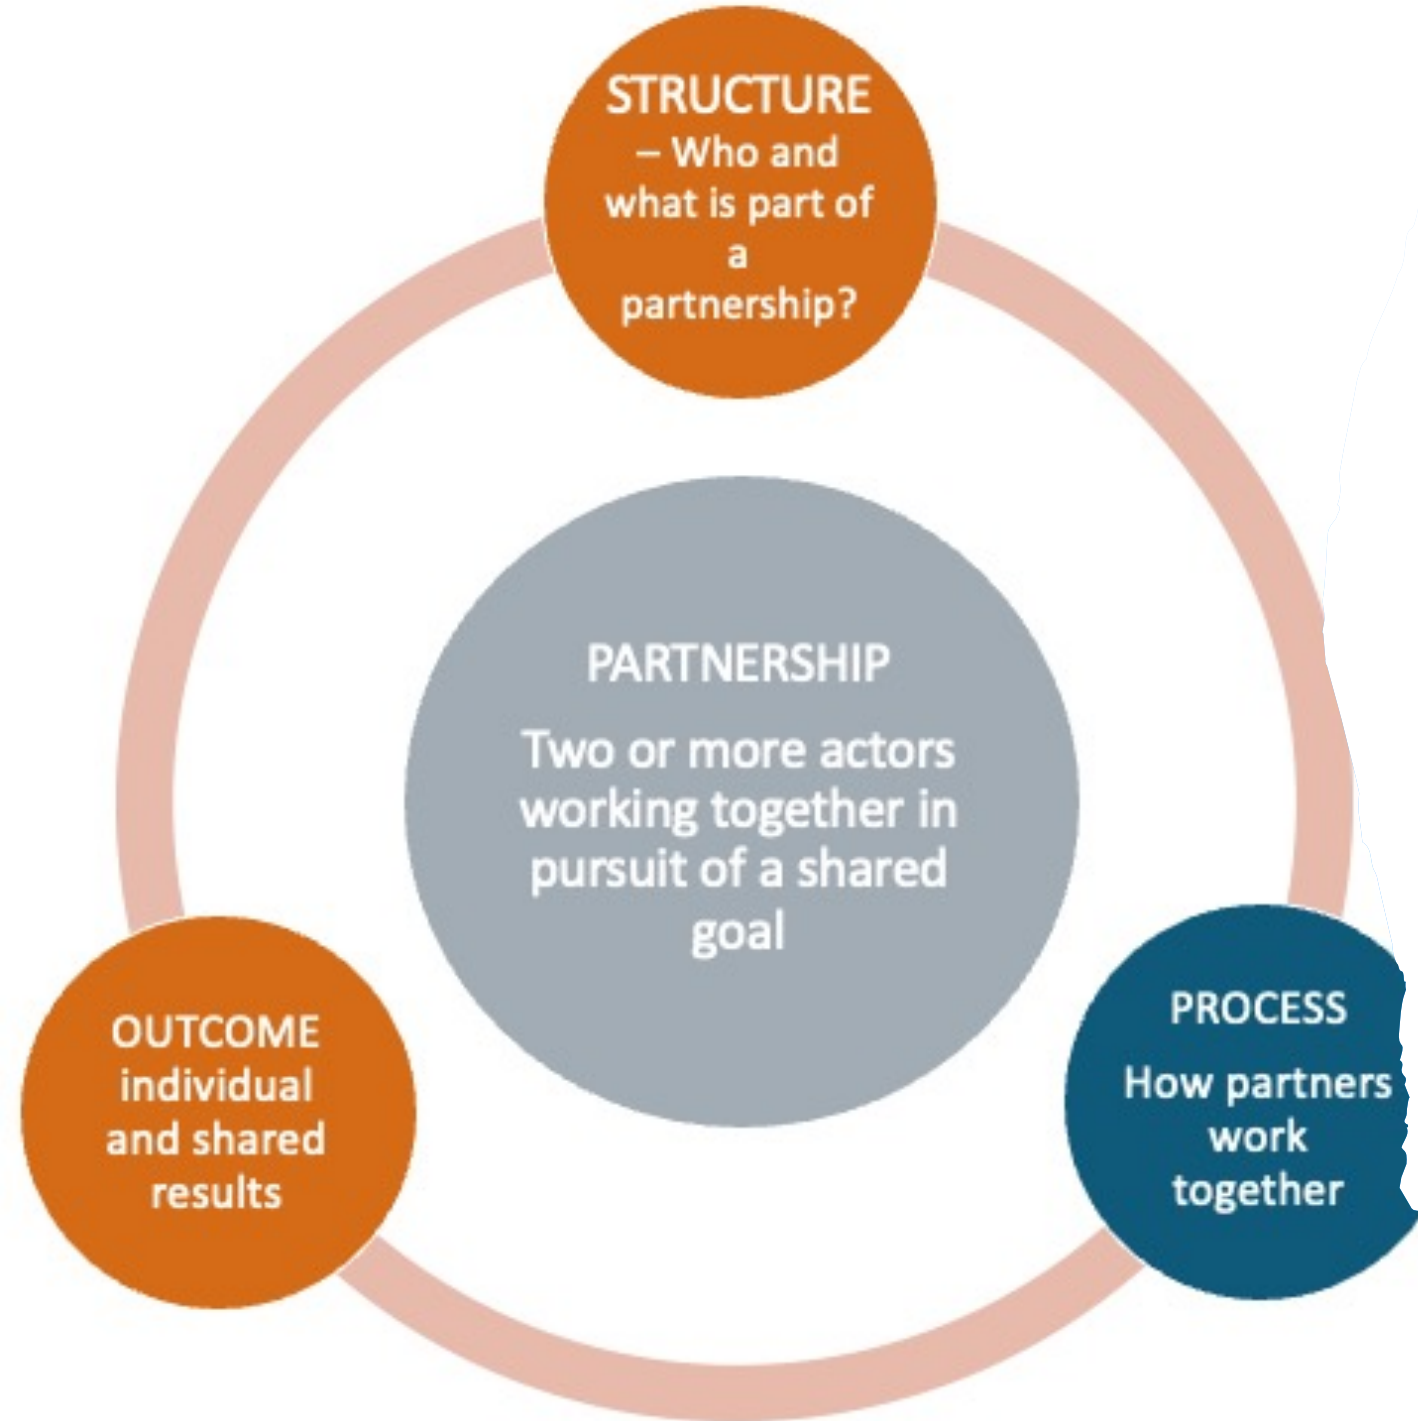 STRUCTURE
– Who and
what is part of
a
partnership?
PARTNERSHIP
Two or more actors
working together in
pursuit of a shared
goal
OUTCOME
individual
and shared
results
PROCESS
How partners
work
together